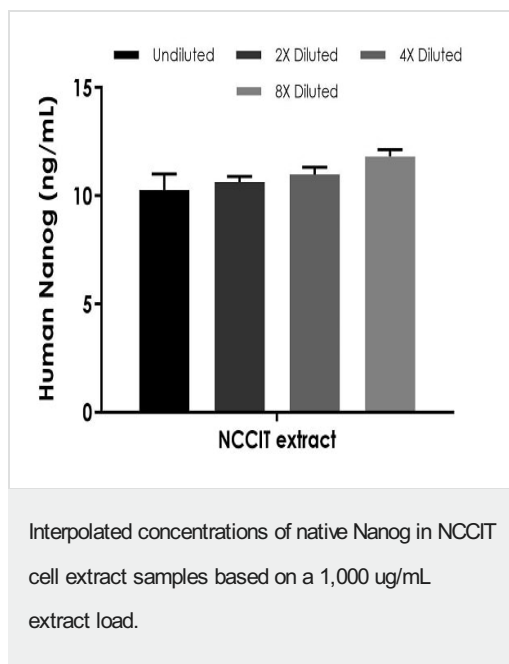 Undiluted 2X Diluted 4X Diluted
8X Diluted
Human Nanog (ng/mL)
15
10
5
0
NCCIT extract
Interpolated concentrations of native Nanog in NCCIT
cell extract samples based on a 1,000 ug/mL
extract load.